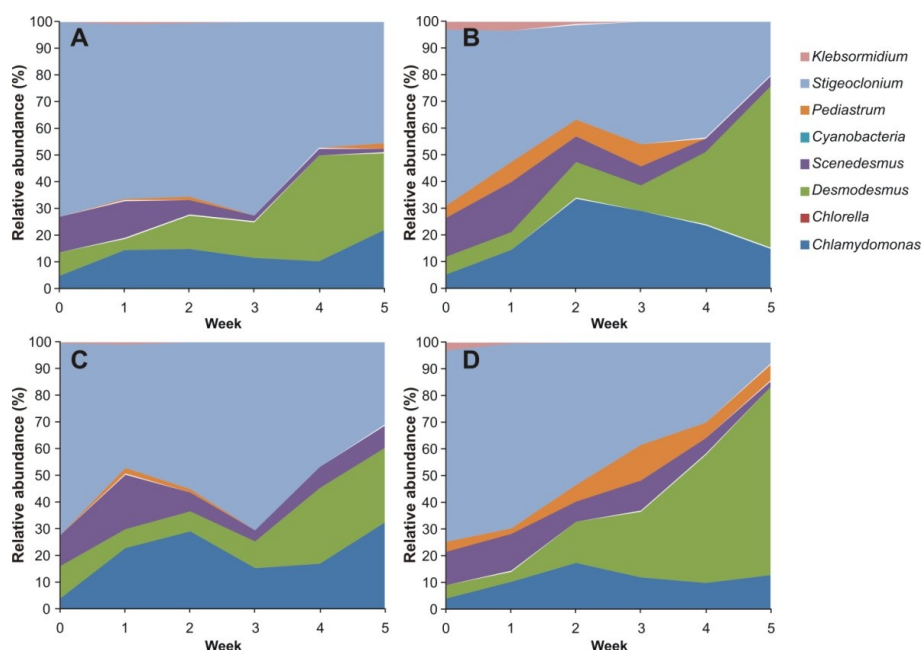 A
Relative abundance (%)
100
90
80
70
60
50
40
30
20
10
0
0 1 2 3 4 5
Week
B
Relative abundance (%)
100
90
80
70
60
50
40
30
20
10
0
0 1 2 3 4 5
Week
Klebsormidium
Stigeoclonium
Pediastrum
Cyanobacteria
Scenedesmus
Desmodesmus
Chlorella
Chlamydomonas
C
Relative abundance (%)
100
90
80
70
60
50
40
30
20
10
0
0 1 2 3 4 5
Week
D
Relative abundance (%)
100
90
80
70
60
50
40
30
20
10
0
0 1 2 3 4 5
Week